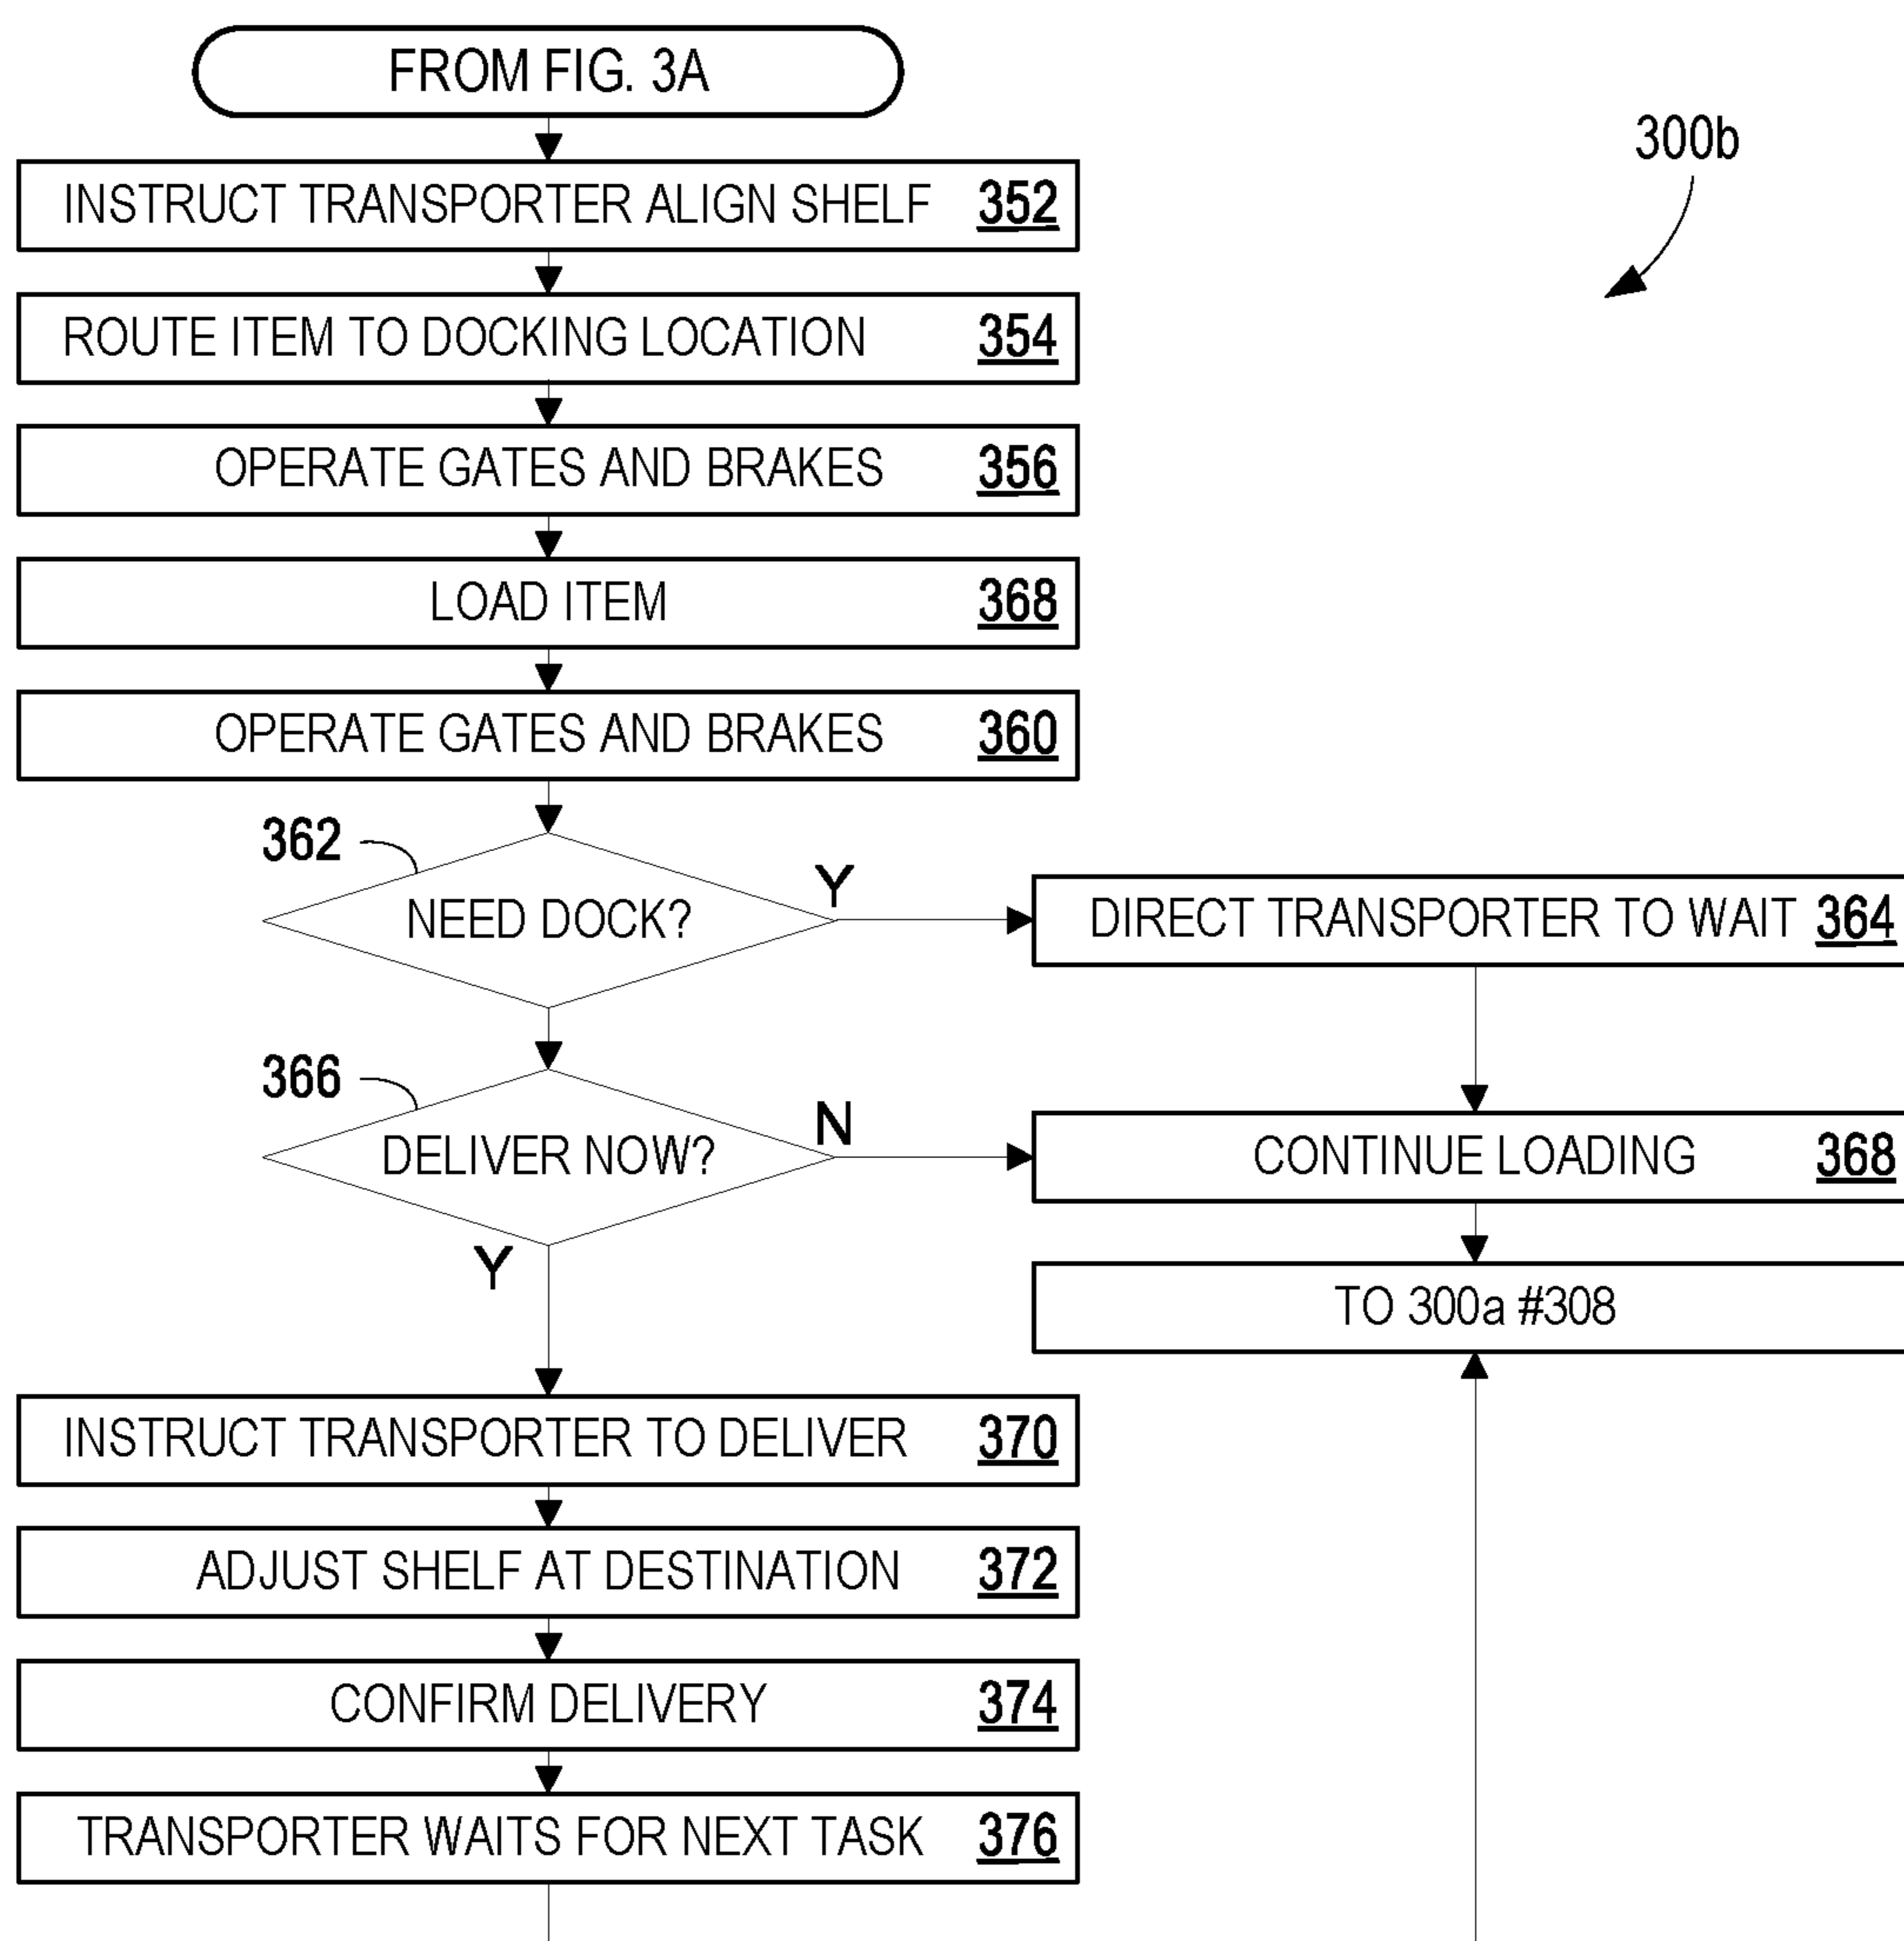 FROM FIG. 3A
300b
INSTRUCT TRANSPORTER ALIGN SHELF 352
ROUTE ITEM TO DOCKING LOCATION 354
OPERATE GATES AND BRAKES 356
LOAD ITEM 368
OPERATE GATES AND BRAKES 360
362
NEED DOCK?
Y
DIRECT TRANSPORTER TO WAIT 364
366
DELIVER NOW?
N
CONTINUE LOADING 368
Y
TO 300a #308
INSTRUCT TRANSPORTER TO DELIVER 370
ADJUST SHELF AT DESTINATION 372
CONFIRM DELIVERY 374
TRANSPORTER WAITS FOR NEXT TASK 376